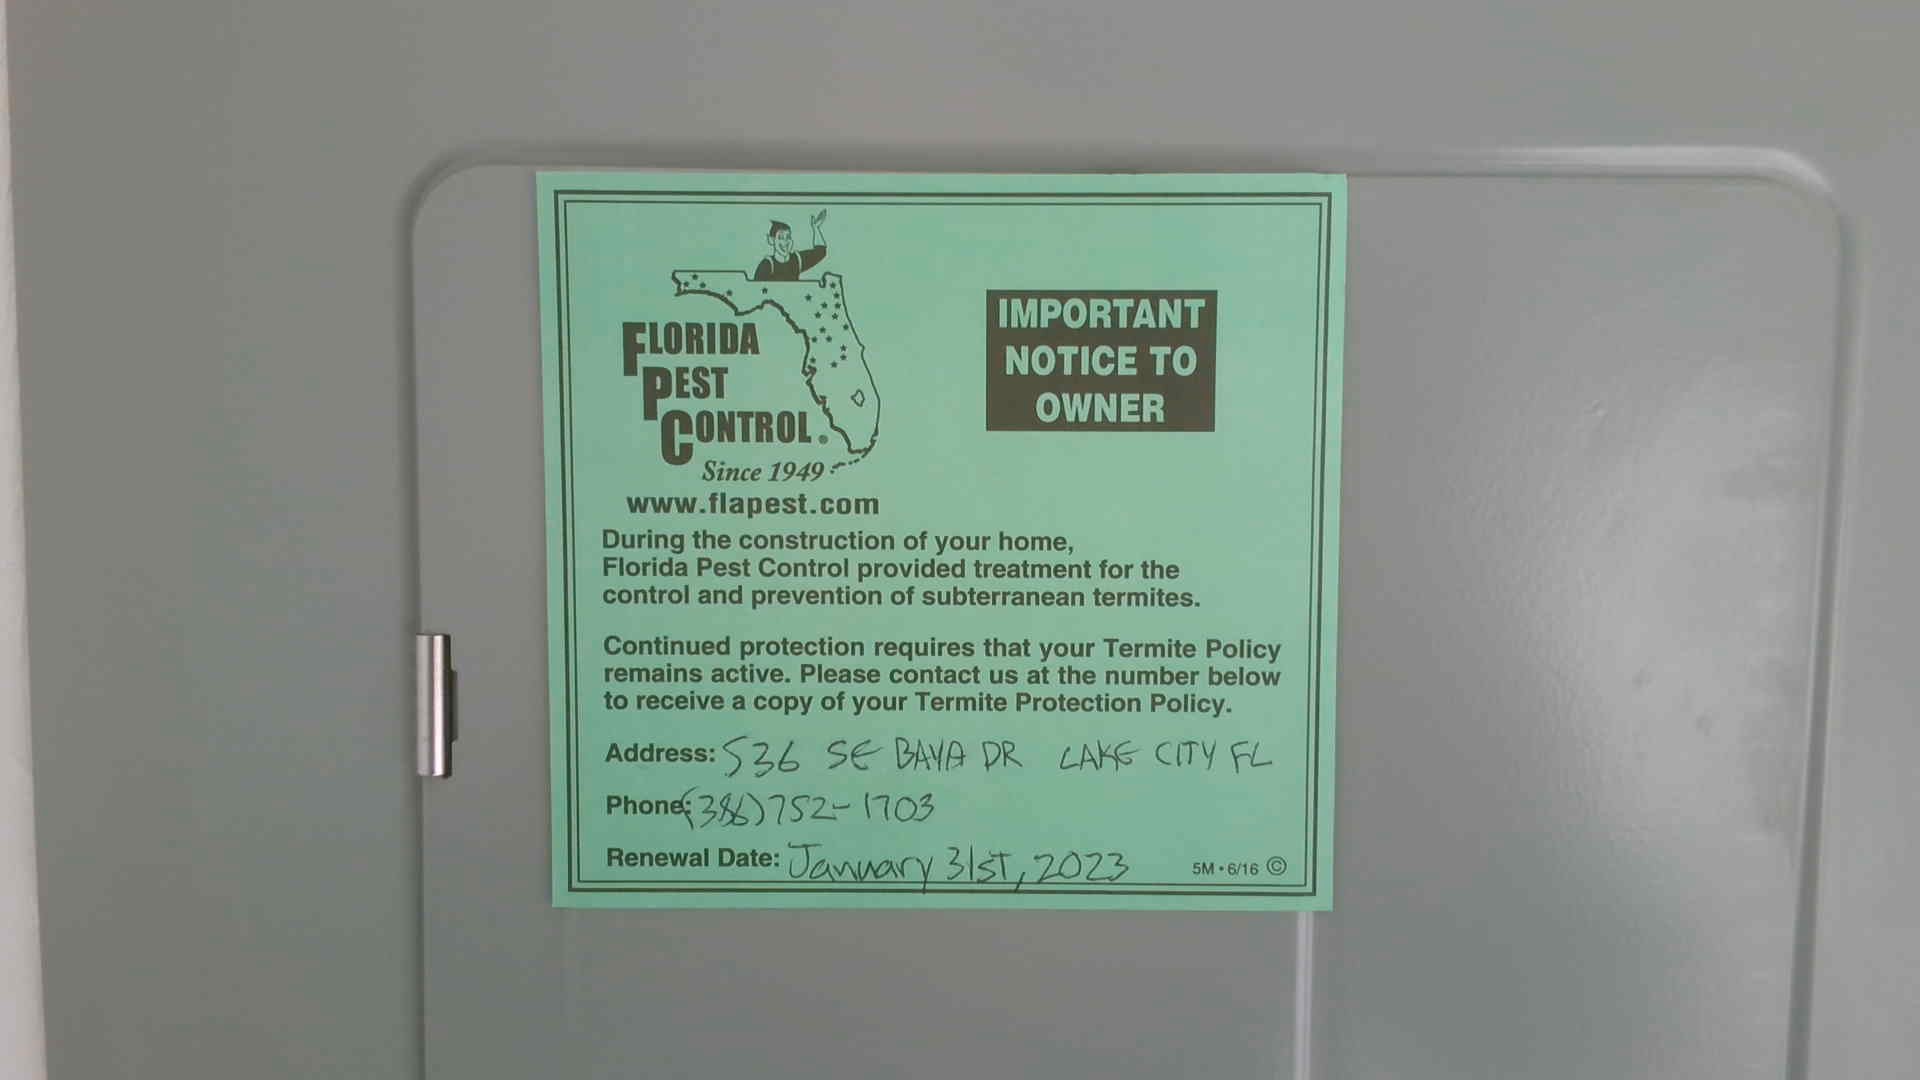 FLORIDA
PEST
CONTROL®
Since 1949
www.flapest.com
IMPORTANT
NOTICE TO
OWNER
During the construction of your home,
Florida Pest Control provided treatment for the
control and prevention of subterranean termites.
Continued protection requires that your Termite Policy
remains active. Please contact us at the number below
to receive a copy of your Termite Protection Policy.
Address: 536 SE BAYA DR LAKE CITY FL
Phone: (386)752-1703
Renewal Date: January 31st, 2023
5M • 6/16 ©